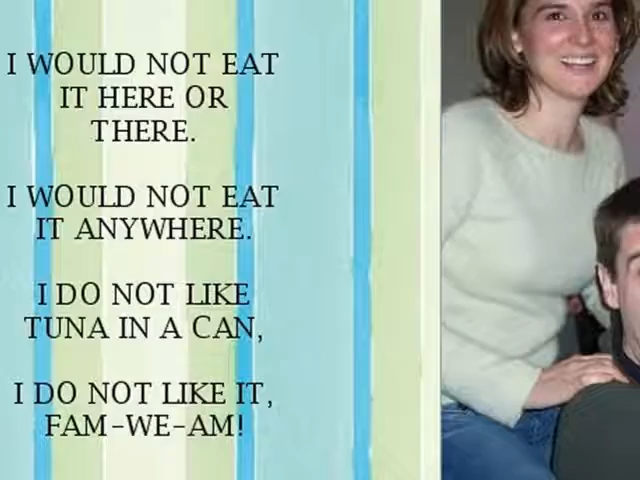 I WOULD NOT EAT
IT HERE OR
THERE.
I WOULD NOT EAT
IT ANYWHERE.
I DO NOT LIKE
TUNA IN A CAN,
I DO NOT LIKE IT,
FAM-WE-AM!